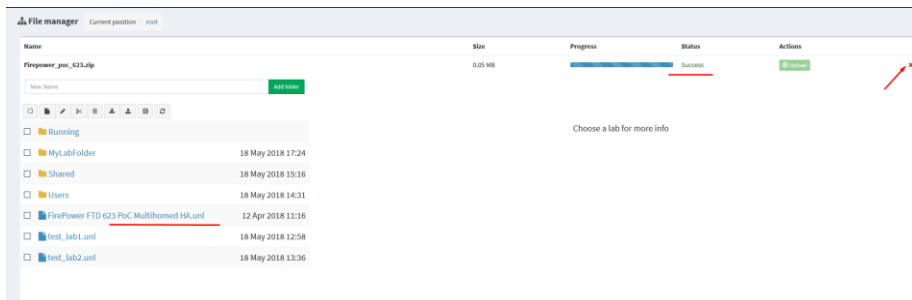 File manager Current position / root
Name Size Progress Status Actions
Firepower_poc_623.zip 0.05 MB Success Upload
New Name Add folder
Running
Choose a lab for more info
MyLabFolder 18 May 2018 17:24
Shared 18 May 2018 15:16
Users 18 May 2018 14:31
FirePower FTD 623 PoC Multihomed HA.unl 12 Apr 2018 11:16
test_lab1.unl 18 May 2018 12:58
test_lab2.unl 18 May 2018 13:36